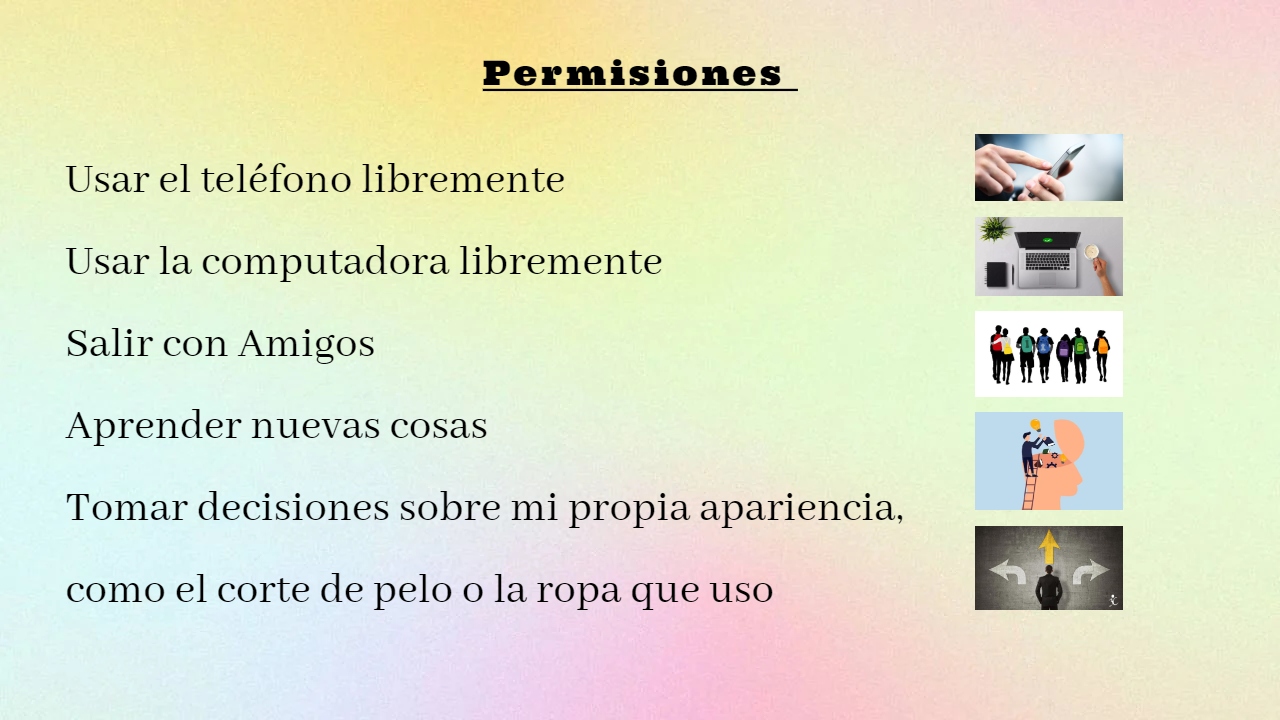 Permisiones
Usar el teléfono libremente
Usar la computadora libremente
Salir con Amigos
Aprender nuevas cosas
Tomar decisiones sobre mi propia apariencia,
como el corte de pelo o la ropa que uso